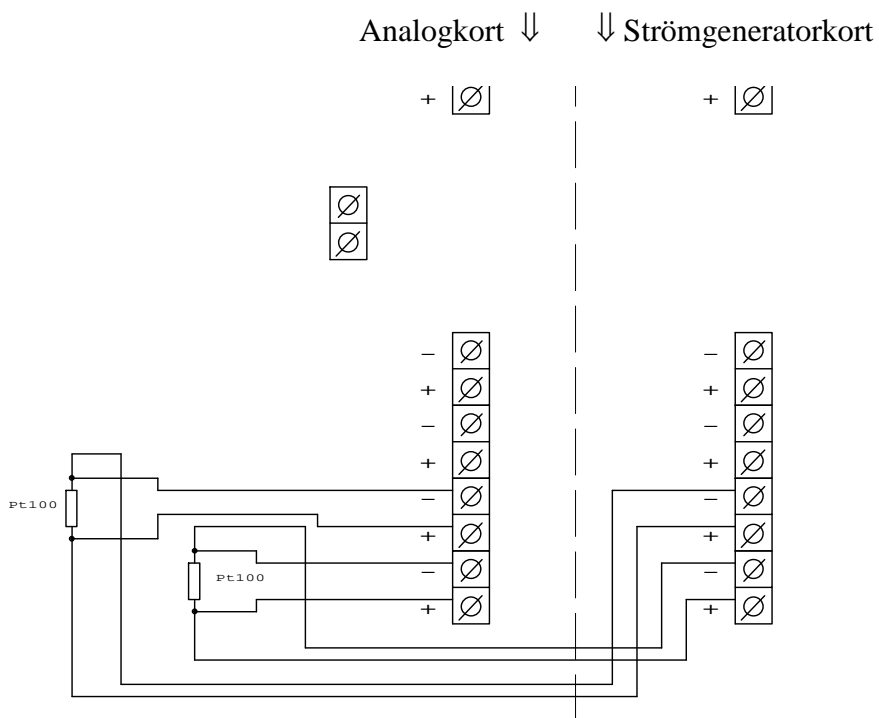 Analogkort ⇓ ⇓ Strömgeneratorkort
+ +
− −
+ +
− −
+ +
Pt100 − −
+ +
Pt100 − −
+ +